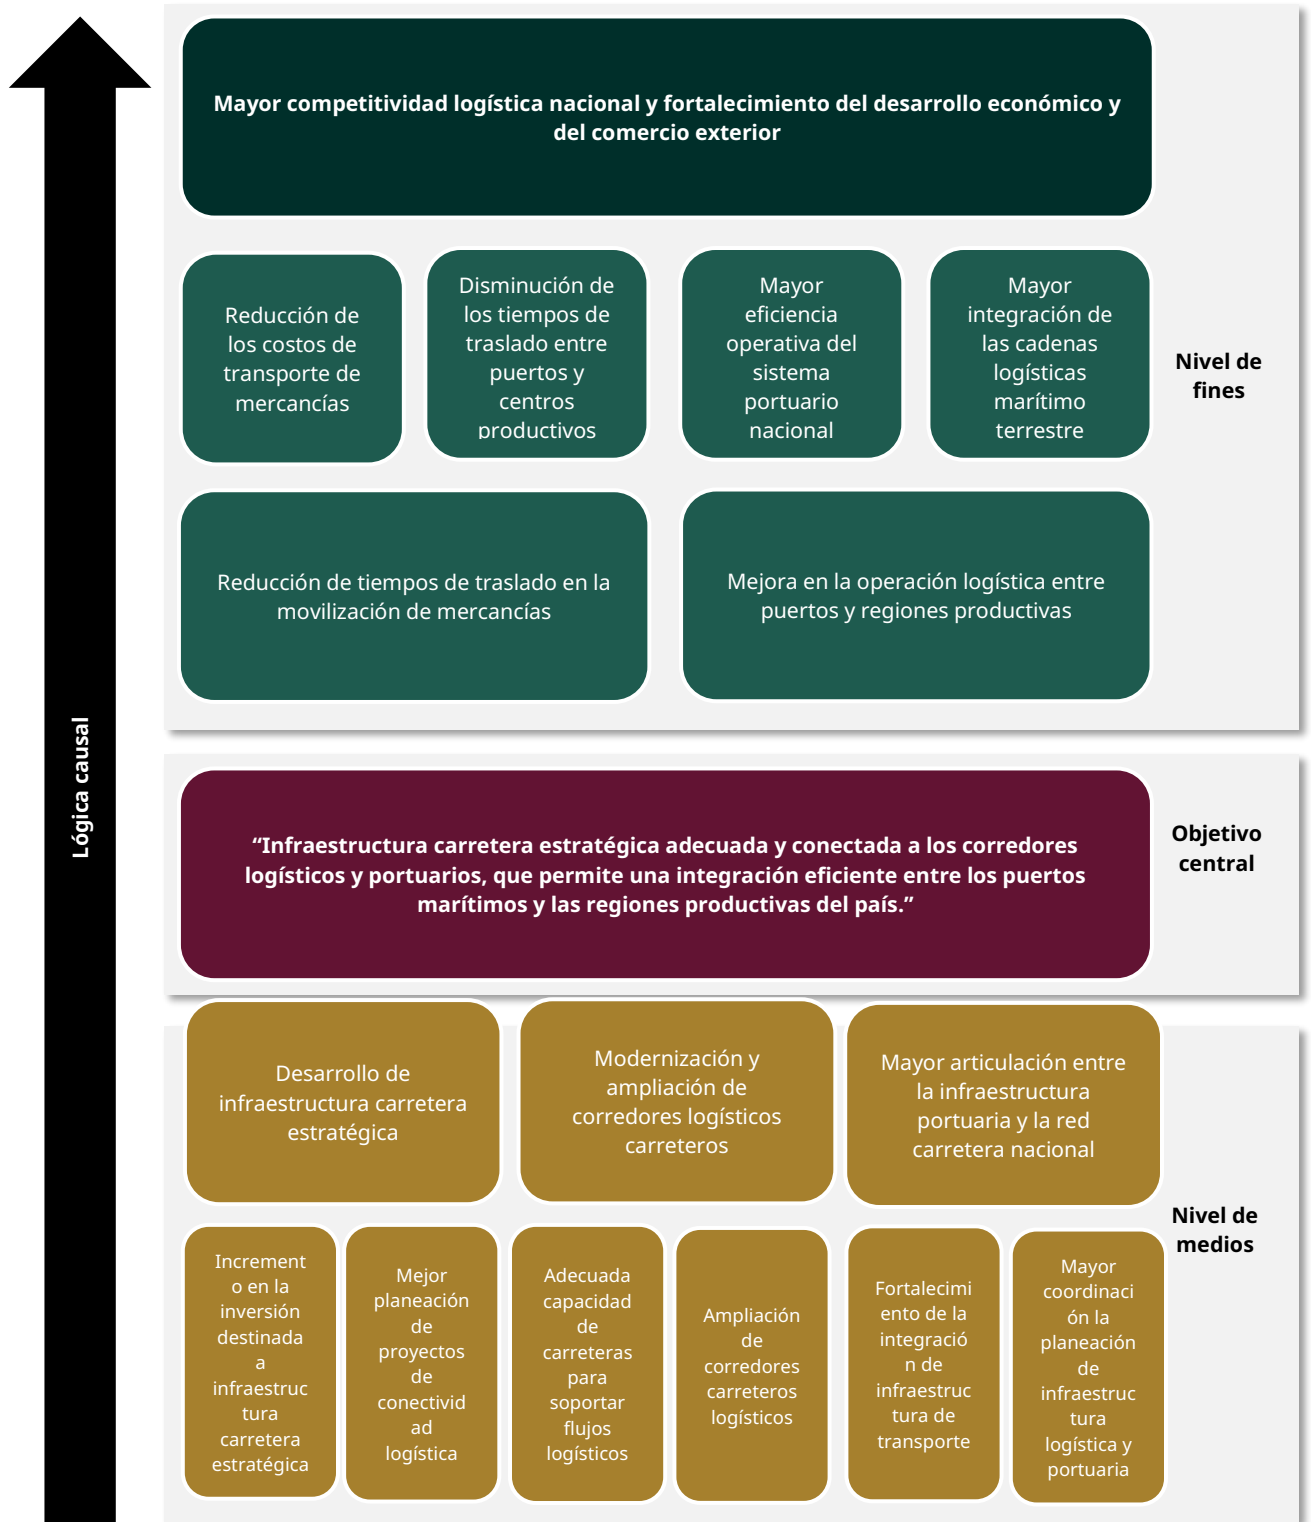 Mayor competitividad logística nacional y fortalecimiento del desarrollo económico y
del comercio exterior
Reducción de
los costos de
transporte de
mercancías
Disminución de
los tiempos de
traslado entre
puertos y
centros
productivos
Mayor
eficiencia
operativa del
sistema
portuario
nacional
Mayor
integración de
las cadenas
logísticas
marítimo
terrestre
Nivel de
fines
Reducción de tiempos de traslado en la
movilización de mercancías
Mejora en la operación logística entre
puertos y regiones productivas
Lógica causal
“Infraestructura carretera estratégica adecuada y conectada a los corredores
logísticos y portuarios, que permite una integración eficiente entre los puertos
marítimos y las regiones productivas del país.”
Objetivo
central
Desarrollo de
infraestructura carretera
estratégica
Modernización y
ampliación de
corredores logísticos
carreteros
Mayor articulación entre
la infraestructura
portuaria y la red
carretera nacional
Nivel de
medios
Increment
o en la
inversión
destinada
a
infraestruc
tura
carretera
estratégica
Mejor
planeación
de
proyectos
de
conectivid
ad
logística
Adecuada
capacidad
de
carreteras
para
soportar
flujos
logísticos
Ampliación
de
corredores
carreteros
logísticos
Fortalecimi
ento de la
integració
n de
infraestruc
tura de
transporte
Mayor
coordinaci
ón la
planeación
de
infraestruc
tura
logística y
portuaria